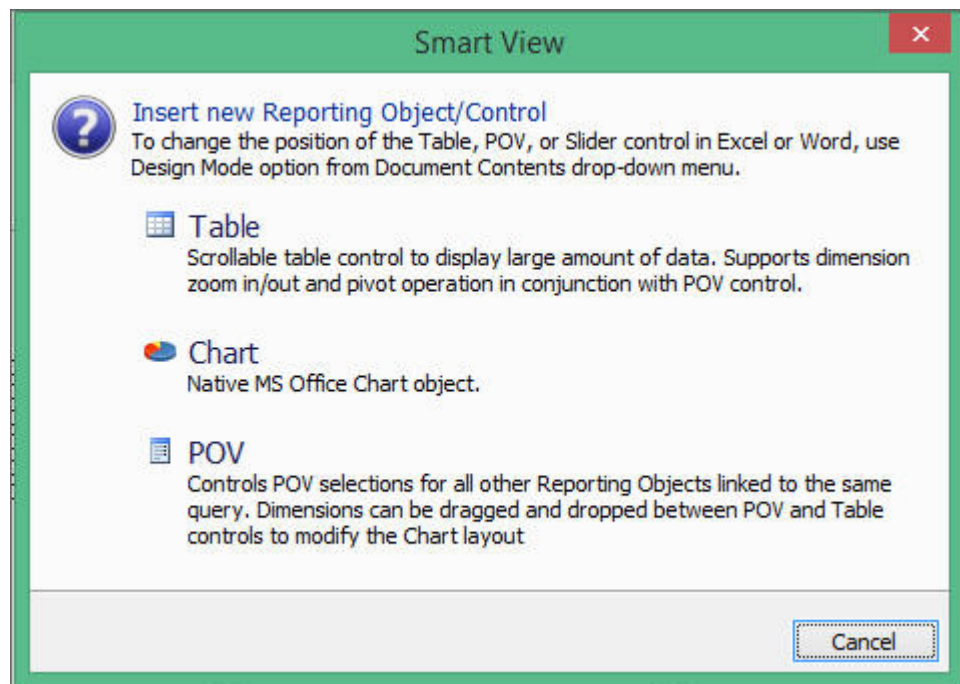 Smart View
Insert new Reporting Object/Control
To change the position of the Table, POV, or Slider control in Excel or Word, use
Design Mode option from Document Contents drop-down menu.
Table
Scrollable table control to display large amount of data. Supports dimension
zoom in/out and pivot operation in conjunction with POV control.
Chart
Native MS Office Chart object.
POV
Controls POV selections for all other Reporting Objects linked to the same
query. Dimensions can be dragged and dropped between POV and Table
controls to modify the Chart layout
Cancel